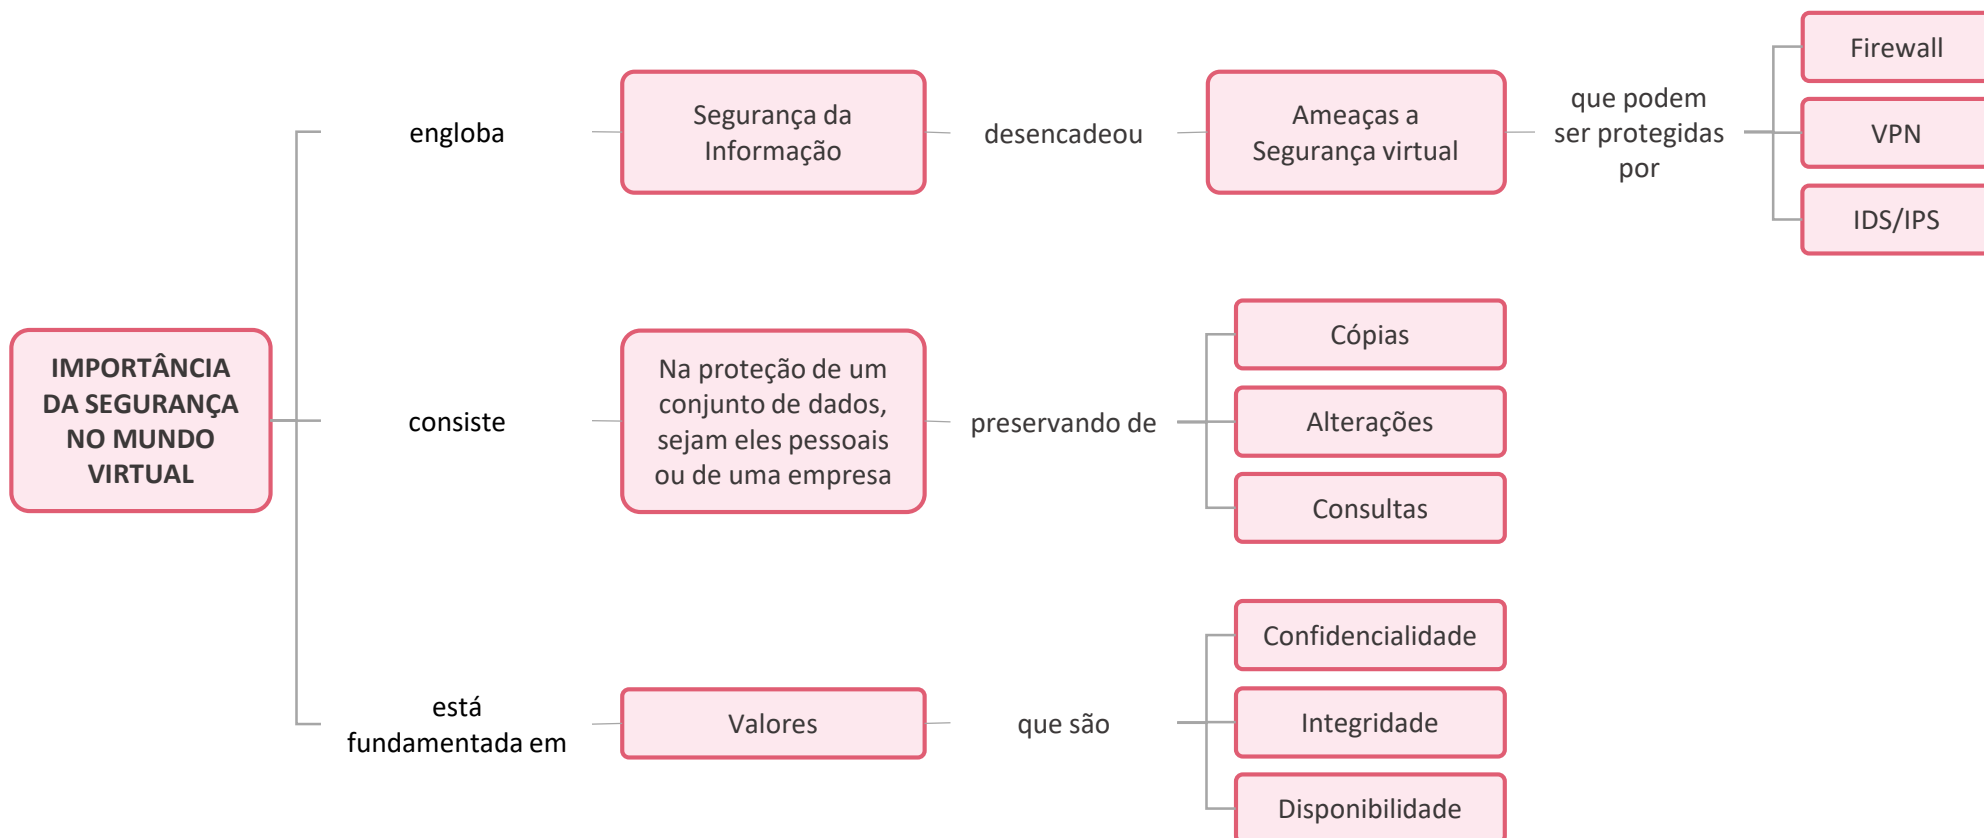 IMPORTÂNCIA
DA SEGURANÇA
NO MUNDO
VIRTUAL
engloba
Segurança da
Informação
desencadeou
Ameaças a
Segurança virtual
que podem
ser protegidas
por
Firewall
VPN
IDS/IPS
consiste
Na proteção de um
conjunto de dados,
sejam eles pessoais
ou de uma empresa
preservando de
Cópias
Alterações
Consultas
está
fundamentada em
Valores
que são
Confidencialidade
Integridade
Disponibilidade